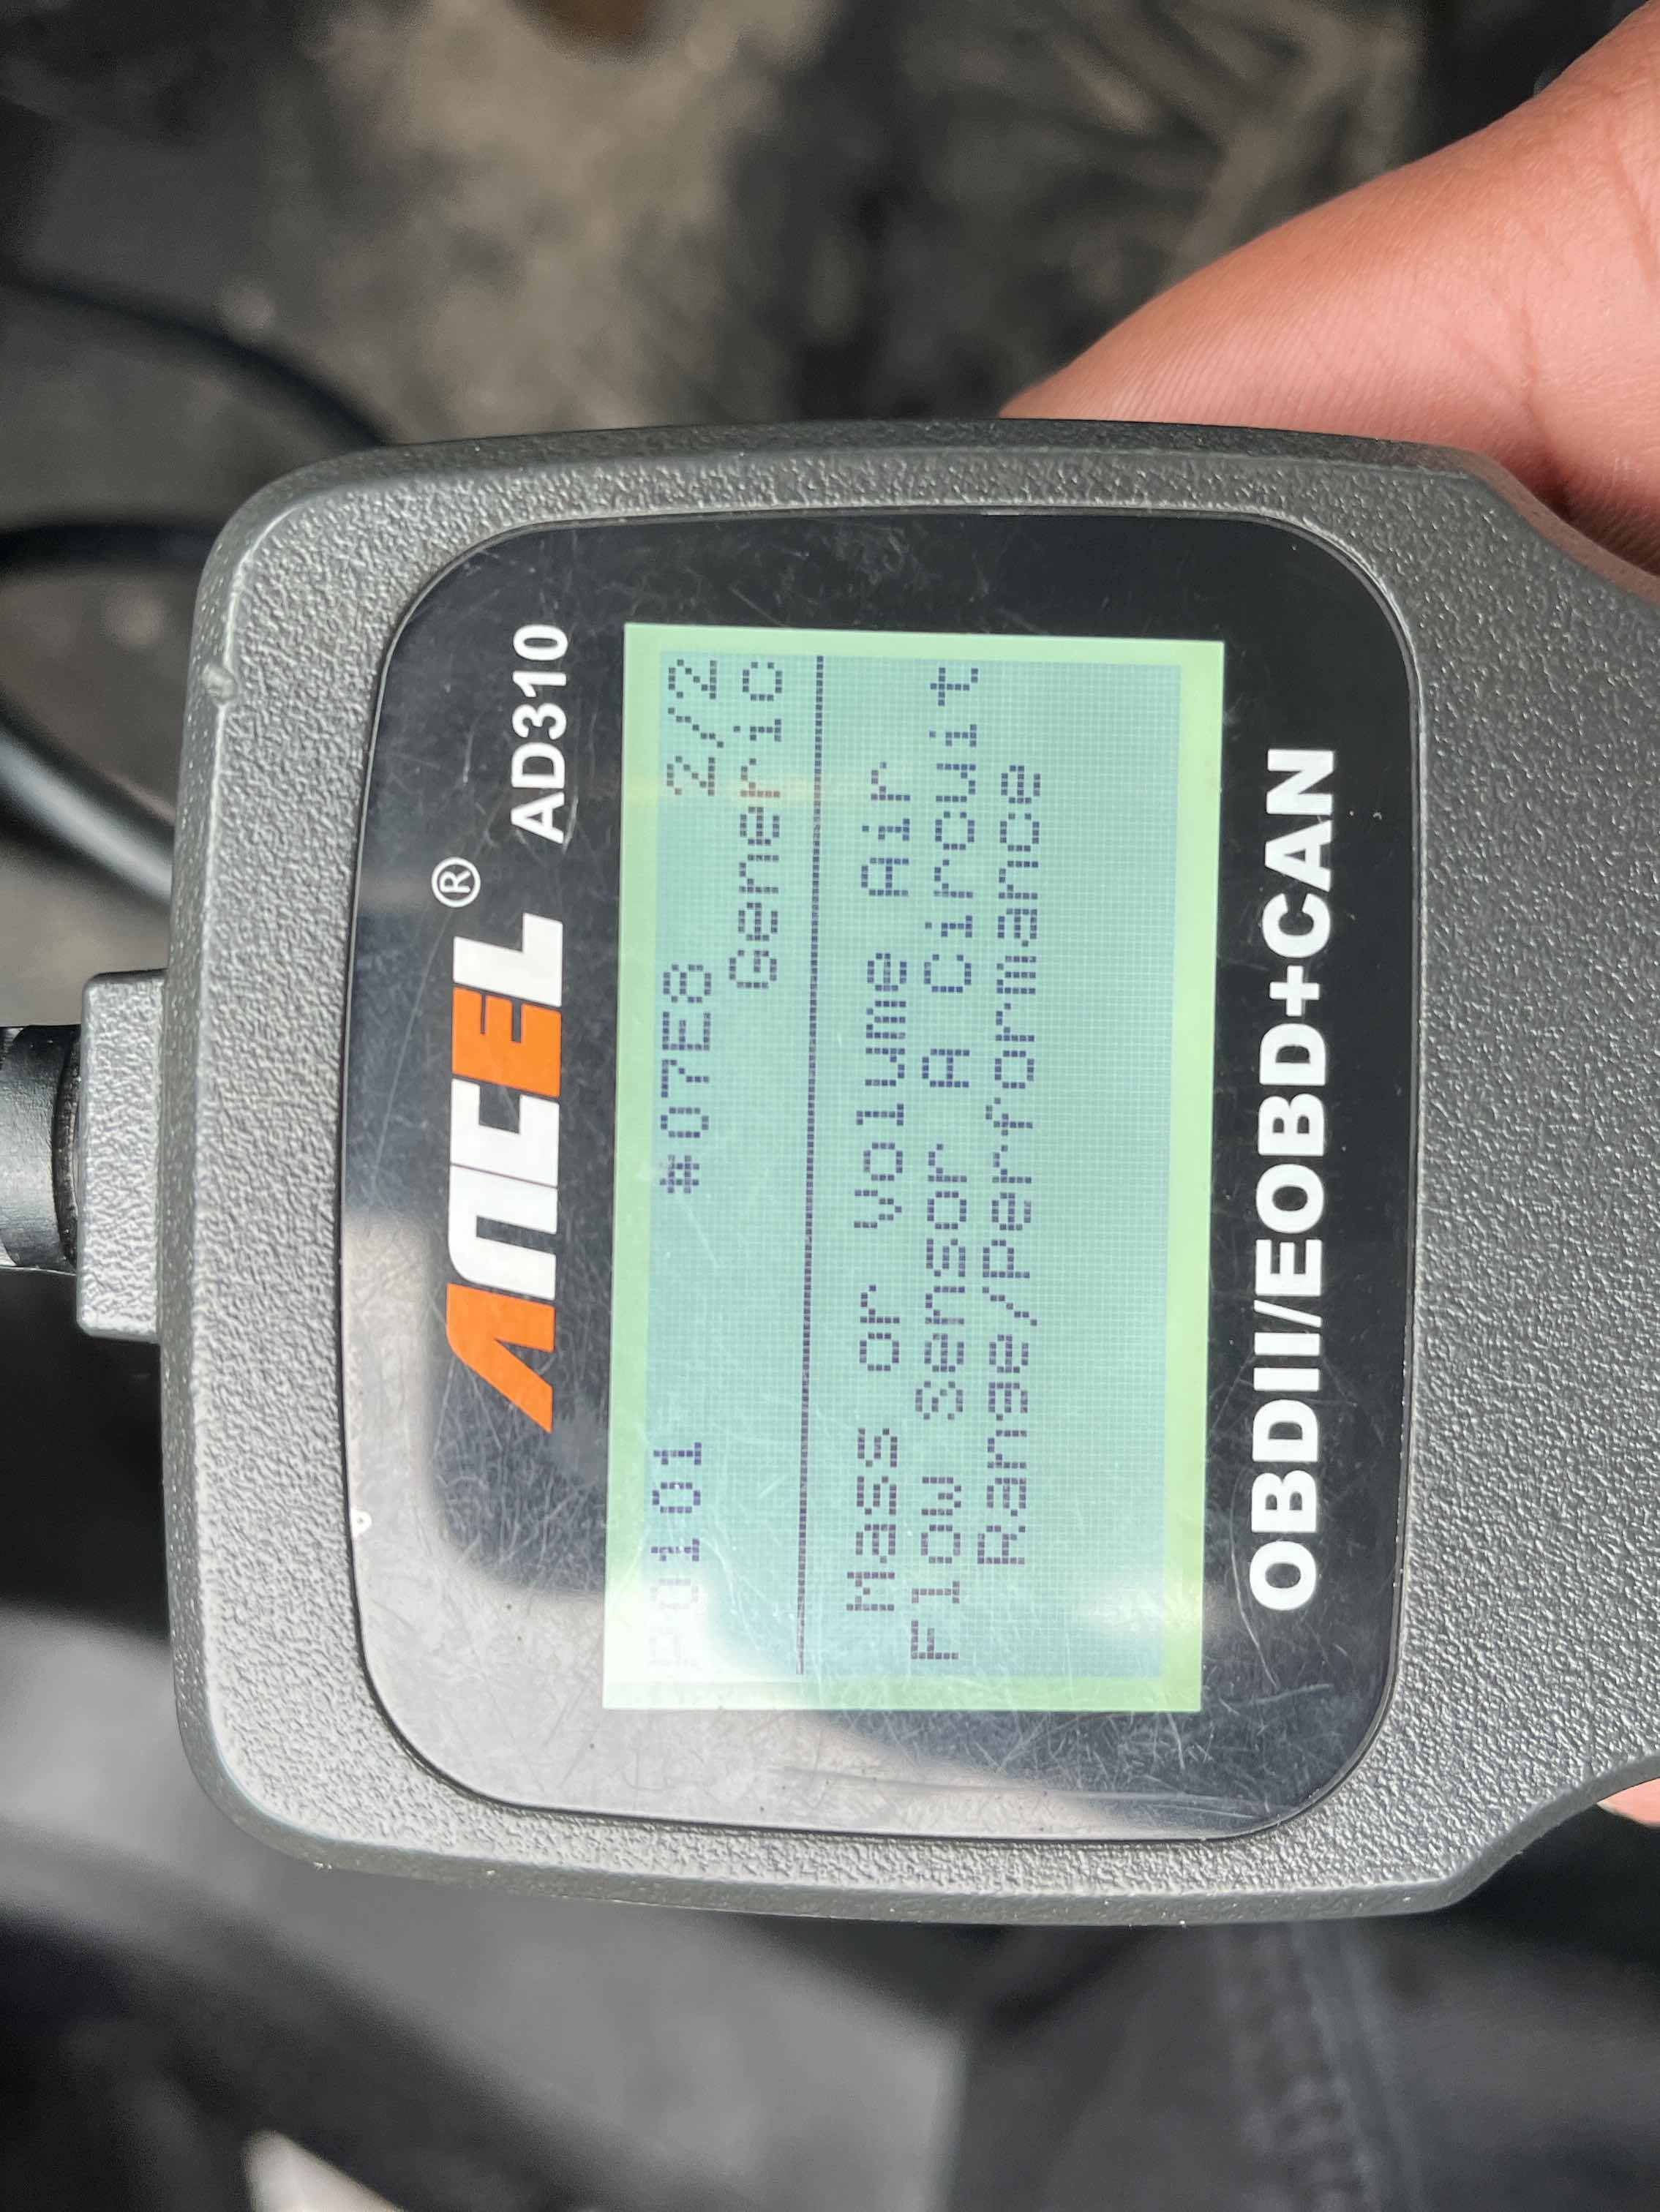 ANCEL® AD310
P0101 *07E8 2/2
Generic
Mass or Volume Air
Flow Sensor A Circuit
Range/Performance
OBDII/EOBD+CAN